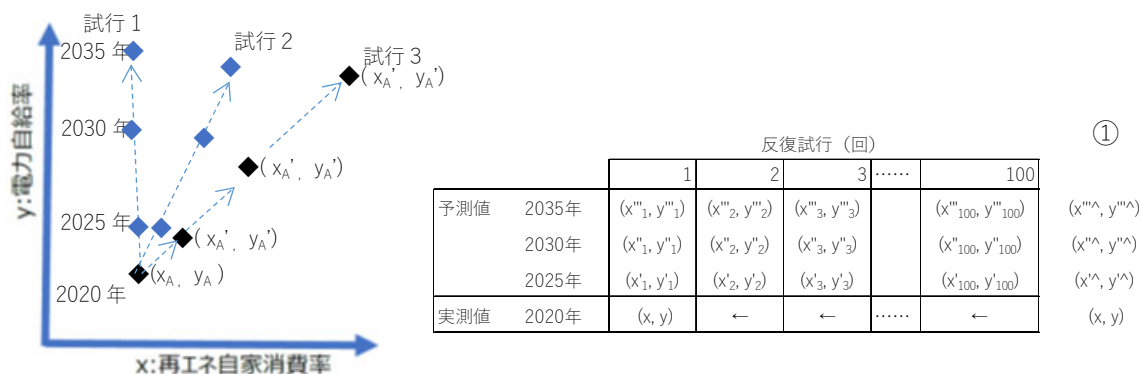 試行 1
2035 年
試行 2
試行 3
(xA', yA')
2030 年
(xA', yA')
2025 年
(xA', yA')
(xA, yA)
2020 年
y:電力自給率
x:再エネ自家消費率
①
反復試行（回）
1 2 3 …… 100
予測値 2035年 (x'''1, y'''1) (x'''2, y'''2) (x'''3, y'''3) (x'''100, y'''100) (x'''^, y'''^)
2030年 (x''1, y''1) (x''2, y''2) (x''3, y''3) (x''100, y''100) (x''^, y''^)
2025年 (x'1, y'1) (x'2, y'2) (x'3, y'3) (x'100, y'100) (x'^, y'^)
実測値 2020年 (x, y) ← ← …… ← (x, y)